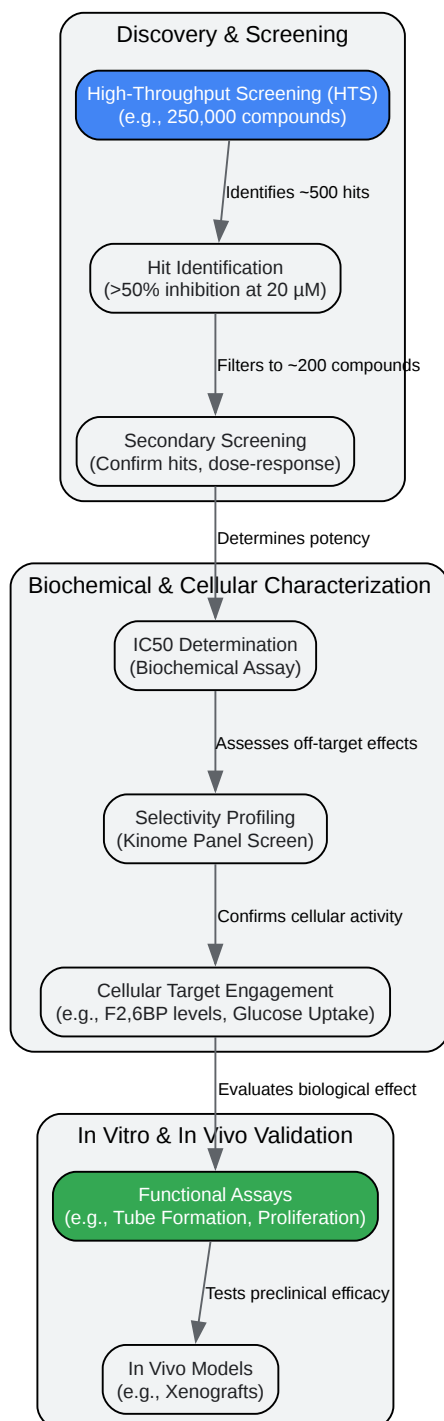 Discovery & Screening
High-Throughput Screening (HTS)
(e.g., 250,000 compounds)
Identifies ~500 hits
Hit Identification
(>50% inhibition at 20 µM)
Filters to ~200 compounds
Secondary Screening
(Confirm hits, dose-response)
Determines potency
Biochemical & Cellular Characterization
IC50 Determination
(Biochemical Assay)
Assesses off-target effects
Selectivity Profiling
(Kinome Panel Screen)
Confirms cellular activity
Cellular Target Engagement
(e.g., F2,6BP levels, Glucose Uptake)
Evaluates biological effect
In Vitro & In Vivo Validation
Functional Assays
(e.g., Tube Formation, Proliferation)
Tests preclinical efficacy
In Vivo Models
(e.g., Xenografts)